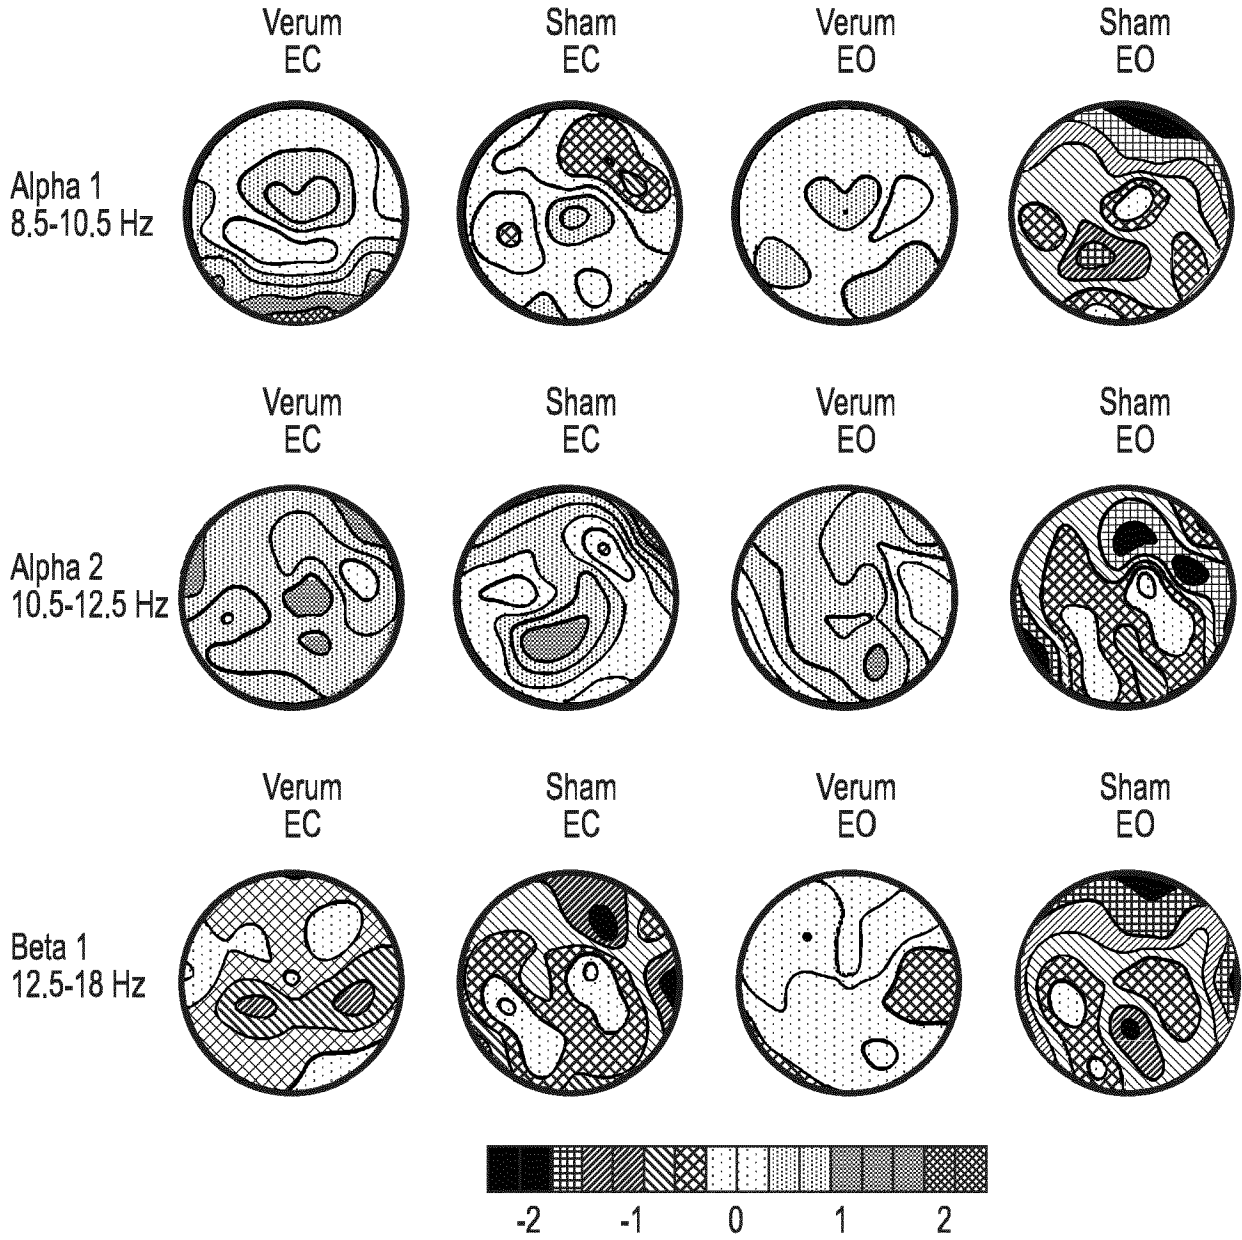 Verum Sham Verum Sham
EC EC EO EO
Alpha 1
8.5-10.5 Hz
Verum Sham Verum Sham
EC EC EO EO
Alpha 2
10.5-12.5 Hz
Verum Sham Verum Sham
EC EC EO EO
Beta 1
12.5-18 Hz
-2 -1 0 1 2